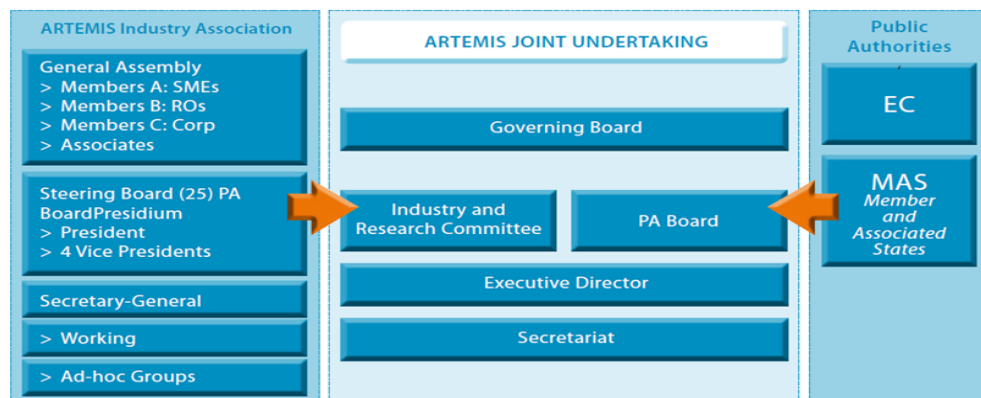 ARTEMIS Industry Association
General Assembly
> Members A: SMEs
> Members B: ROs
> Members C: Corp
> Associates
Steering Board (25) PA
BoardPresidium
> President
> 4 Vice Presidents
Secretary-General
> Working
> Ad-hoc Groups
ARTEMIS JOINT UNDERTAKING
Governing Board
Industry and
Research Committee
PA Board
Executive Director
Secretariat
Public
Authorities
EC
MAS
Member
and
Associated
States